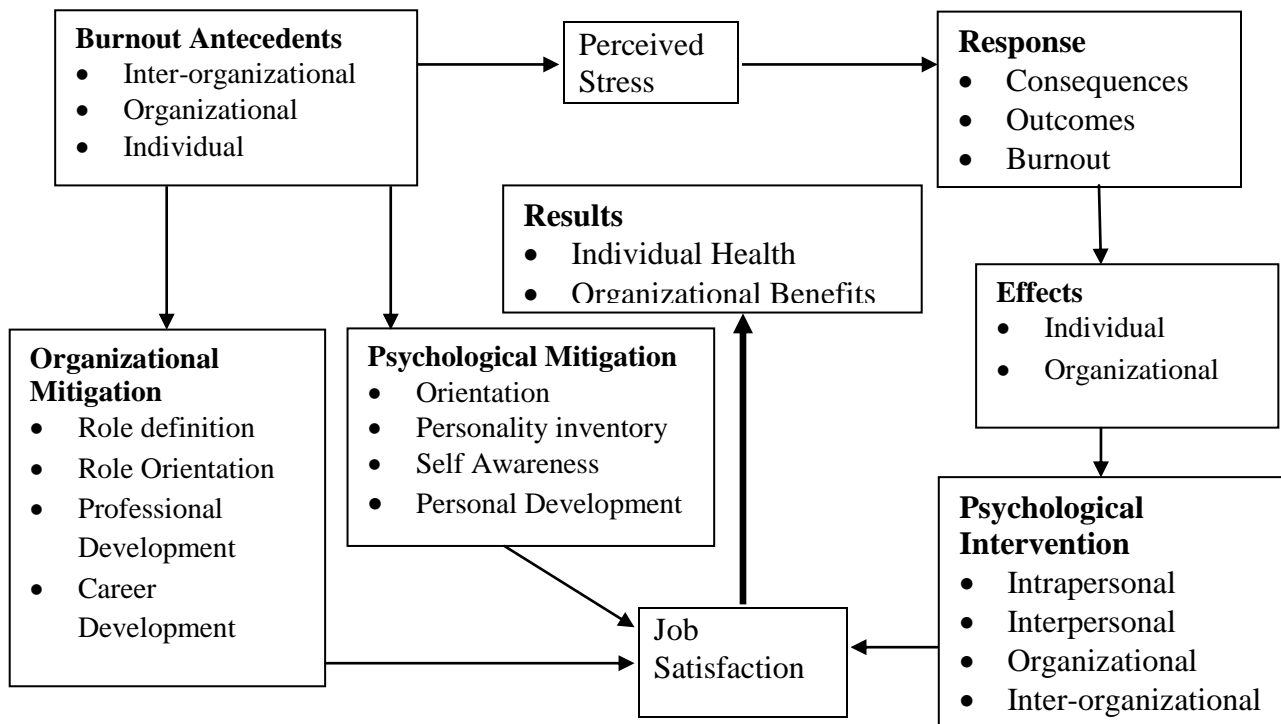 Burnout Antecedents
• Inter-organizational
• Organizational
• Individual
Perceived
Stress
Response
• Consequences
• Outcomes
• Burnout
Results
• Individual Health
• Organizational Benefits
Effects
• Individual
• Organizational
Organizational
Mitigation
• Role definition
• Role Orientation
• Professional
Development
• Career
Development
Psychological Mitigation
• Orientation
• Personality inventory
• Self Awareness
• Personal Development
Job
Satisfaction
Psychological
Intervention
• Intrapersonal
• Interpersonal
• Organizational
• Inter-organizational